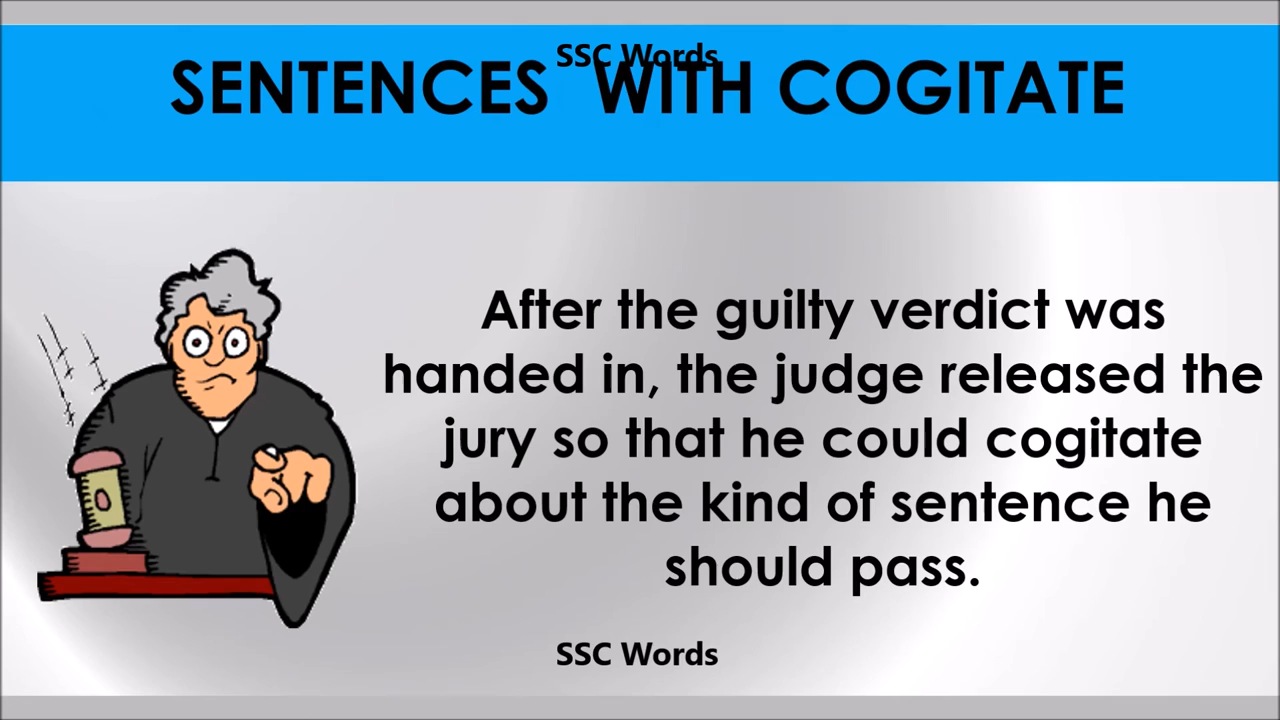 SSC Words
SENTENCES WITH COGITATE
After the guilty verdict was
handed in, the judge released the
jury so that he could cogitate
about the kind of sentence he
should pass.
SSC Words